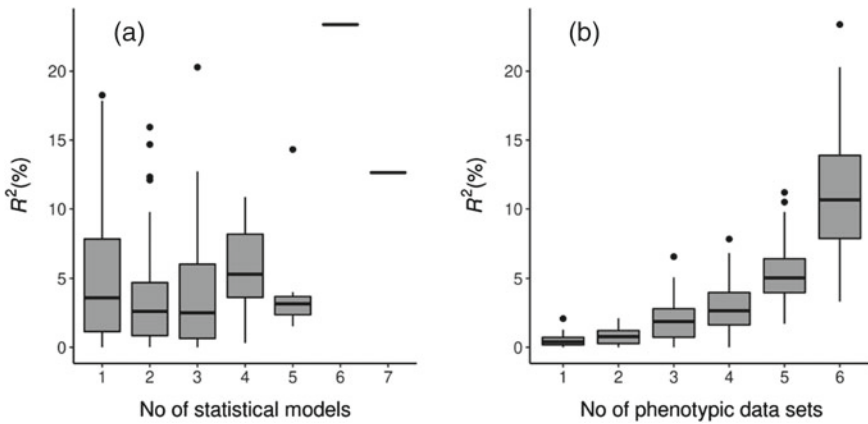 (a)
20
15
10
5
0
R²(%)
1 2 3 4 5 6 7
No of statistical models
(b)
20
15
10
5
0
R²(%)
1 2 3 4 5 6
No of phenotypic data sets